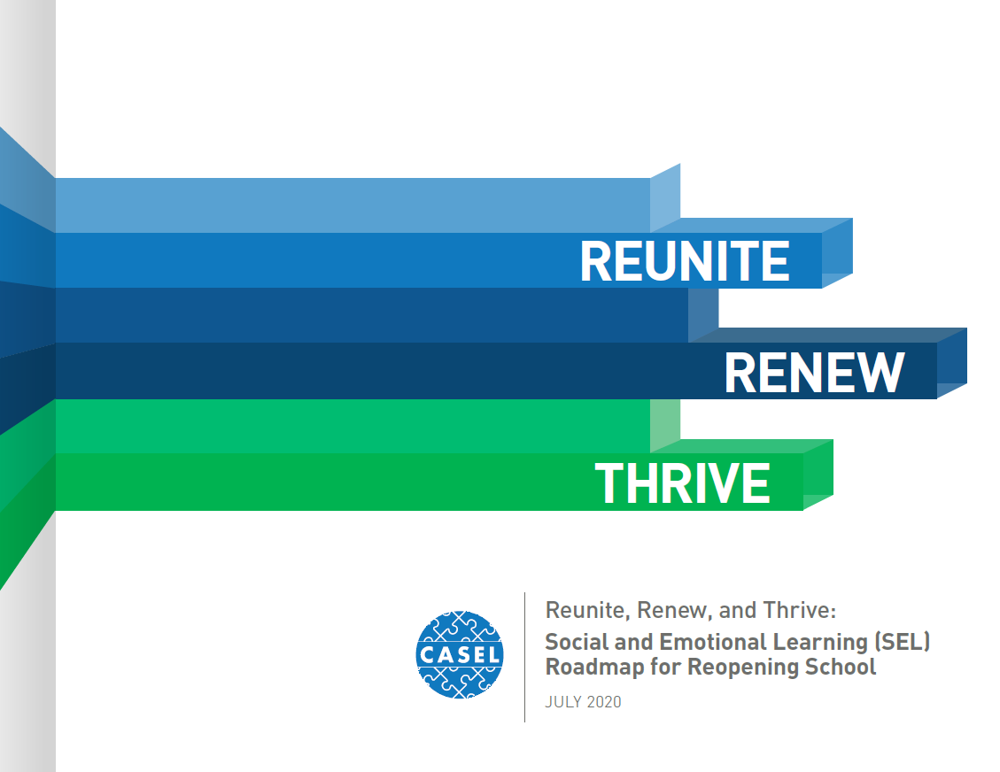 REUNITE
RENEW
THRIVE
CASEL
Reunite, Renew, and Thrive:
Social and Emotional Learning (SEL)
Roadmap for Reopening School
JULY 2020